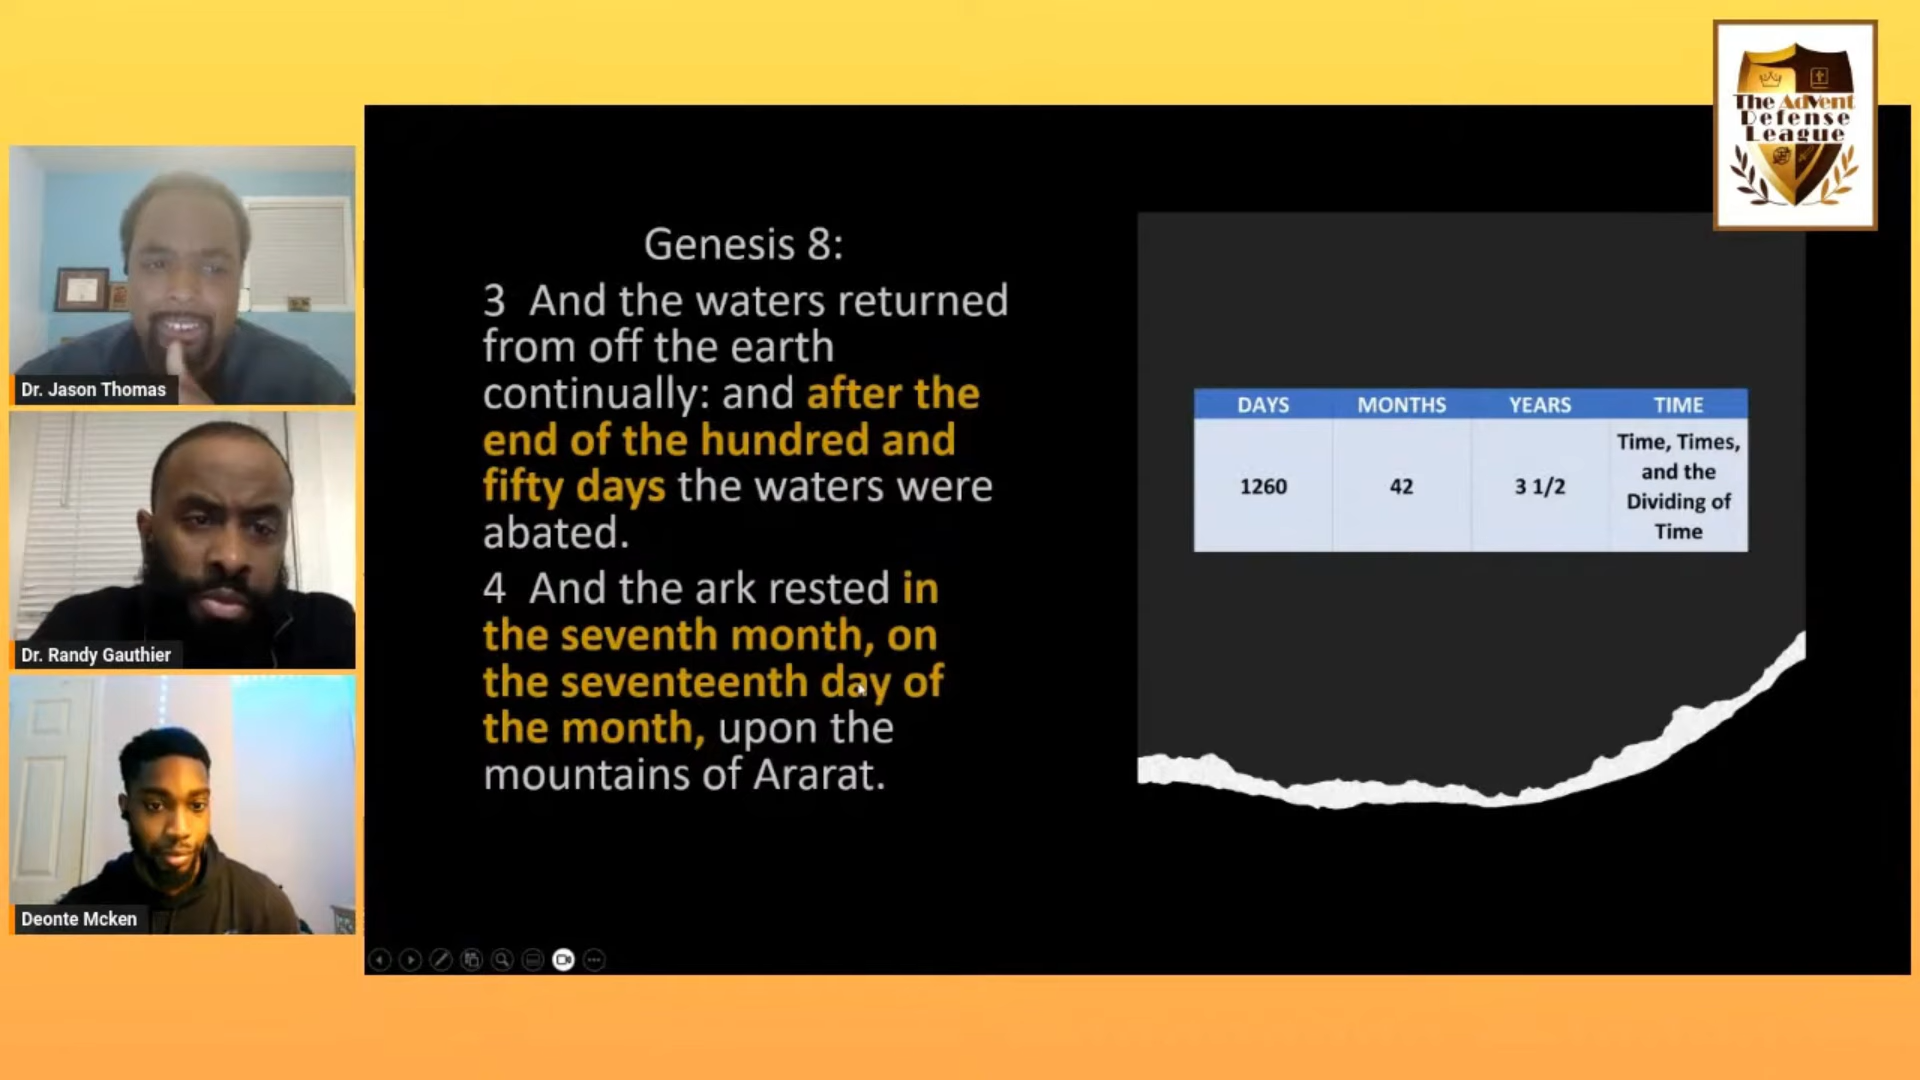 The Advent
Defense
League
Dr. Jason Thomas
Dr. Randy Gauthier
Deonte Mcken
Genesis 8:
3 And the waters returned
from off the earth
continually: and after the
end of the hundred and
fifty days the waters were
abated.
4 And the ark rested in
the seventh month, on
the seventeenth day of
the month, upon the
mountains of Ararat.
DAYS MONTHS YEARS TIME
1260 42 3 1/2 Time, Times,
and the
Dividing of
Time